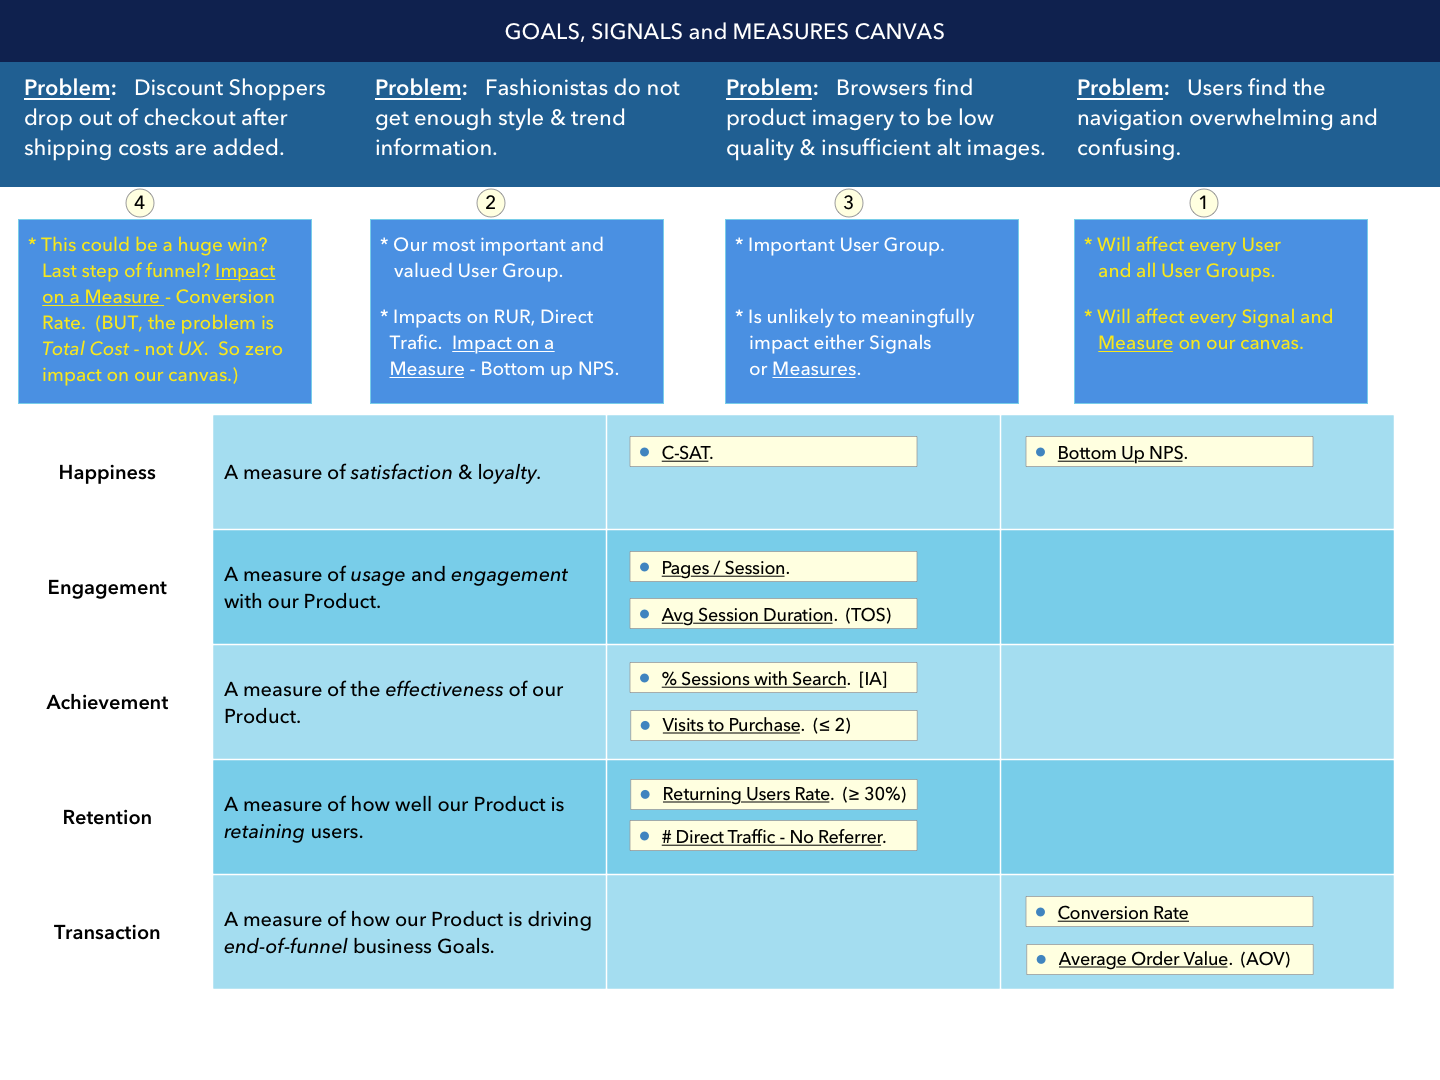 GOALS, SIGNALS and MEASURES CANVAS
Problem: Discount Shoppers
drop out of checkout after
shipping costs are added.
Problem: Fashionistas do not
get enough style & trend
information.
Problem: Browsers find
product imagery to be low
quality & insufficient alt images.
Problem: Users find the
navigation overwhelming and
confusing.
4
* This could be a huge win?
Last step of funnel? Impact
on a Measure - Conversion
Rate. (BUT, the problem is
Total Cost - not UX. So zero
impact on our canvas.)
2
* Our most important and
valued User Group.
* Impacts on RUR, Direct
Trafic. Impact on a
Measure - Bottom up NPS.
3
* Important User Group.
* Is unlikely to meaningfully
impact either Signals
or Measures.
1
* Will affect every User
and all User Groups.
* Will affect every Signal and
Measure on our canvas.
Happiness
A measure of satisfaction & loyalty.
• C-SAT.
• Bottom Up NPS.
Engagement
A measure of usage and engagement
with our Product.
• Pages / Session.
• Avg Session Duration. (TOS)
Achievement
A measure of the effectiveness of our
Product.
• % Sessions with Search. [IA]
• Visits to Purchase. (≤ 2)
Retention
A measure of how well our Product is
retaining users.
• Returning Users Rate. (≥ 30%)
• # Direct Traffic - No Referrer.
Transaction
A measure of how our Product is driving
end-of-funnel business Goals.
• Conversion Rate
• Average Order Value. (AOV)